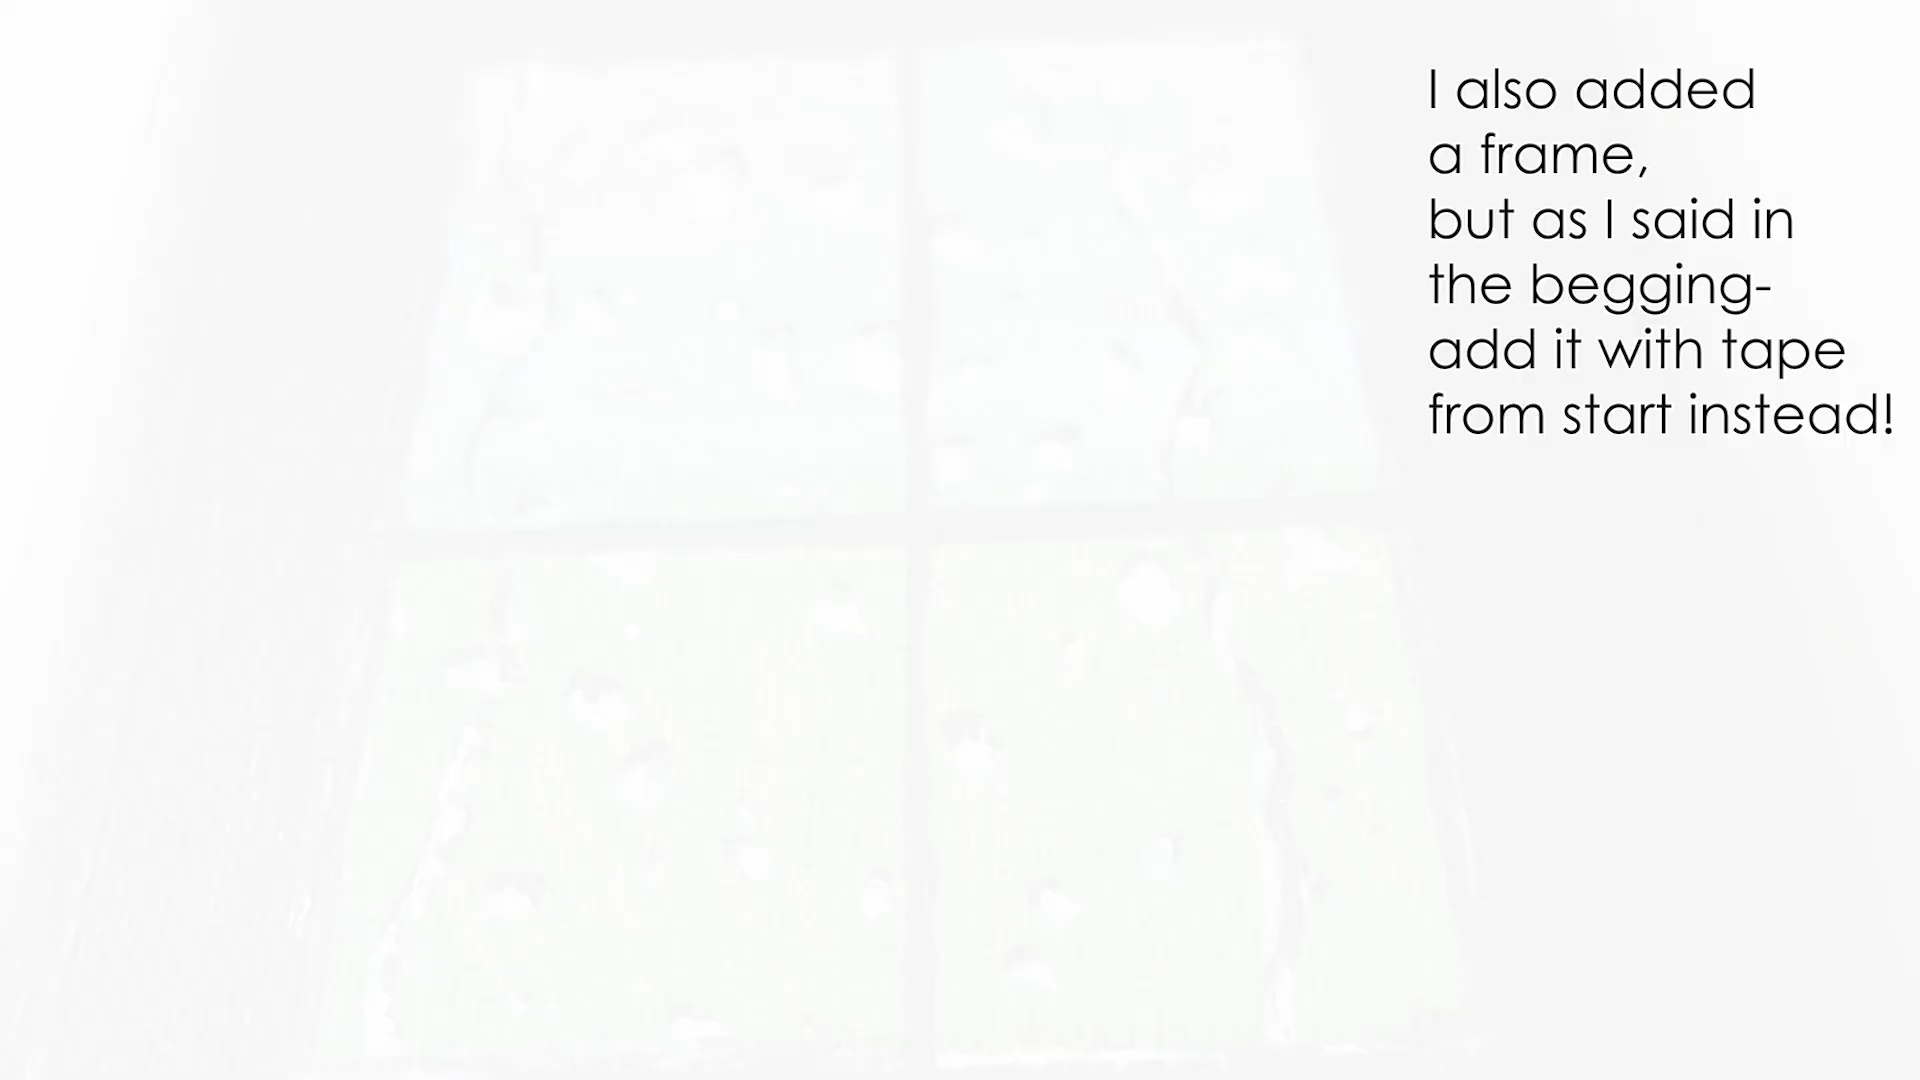 I also added
a frame,
but as I said in
the begging-
add it with tape
from start instead!